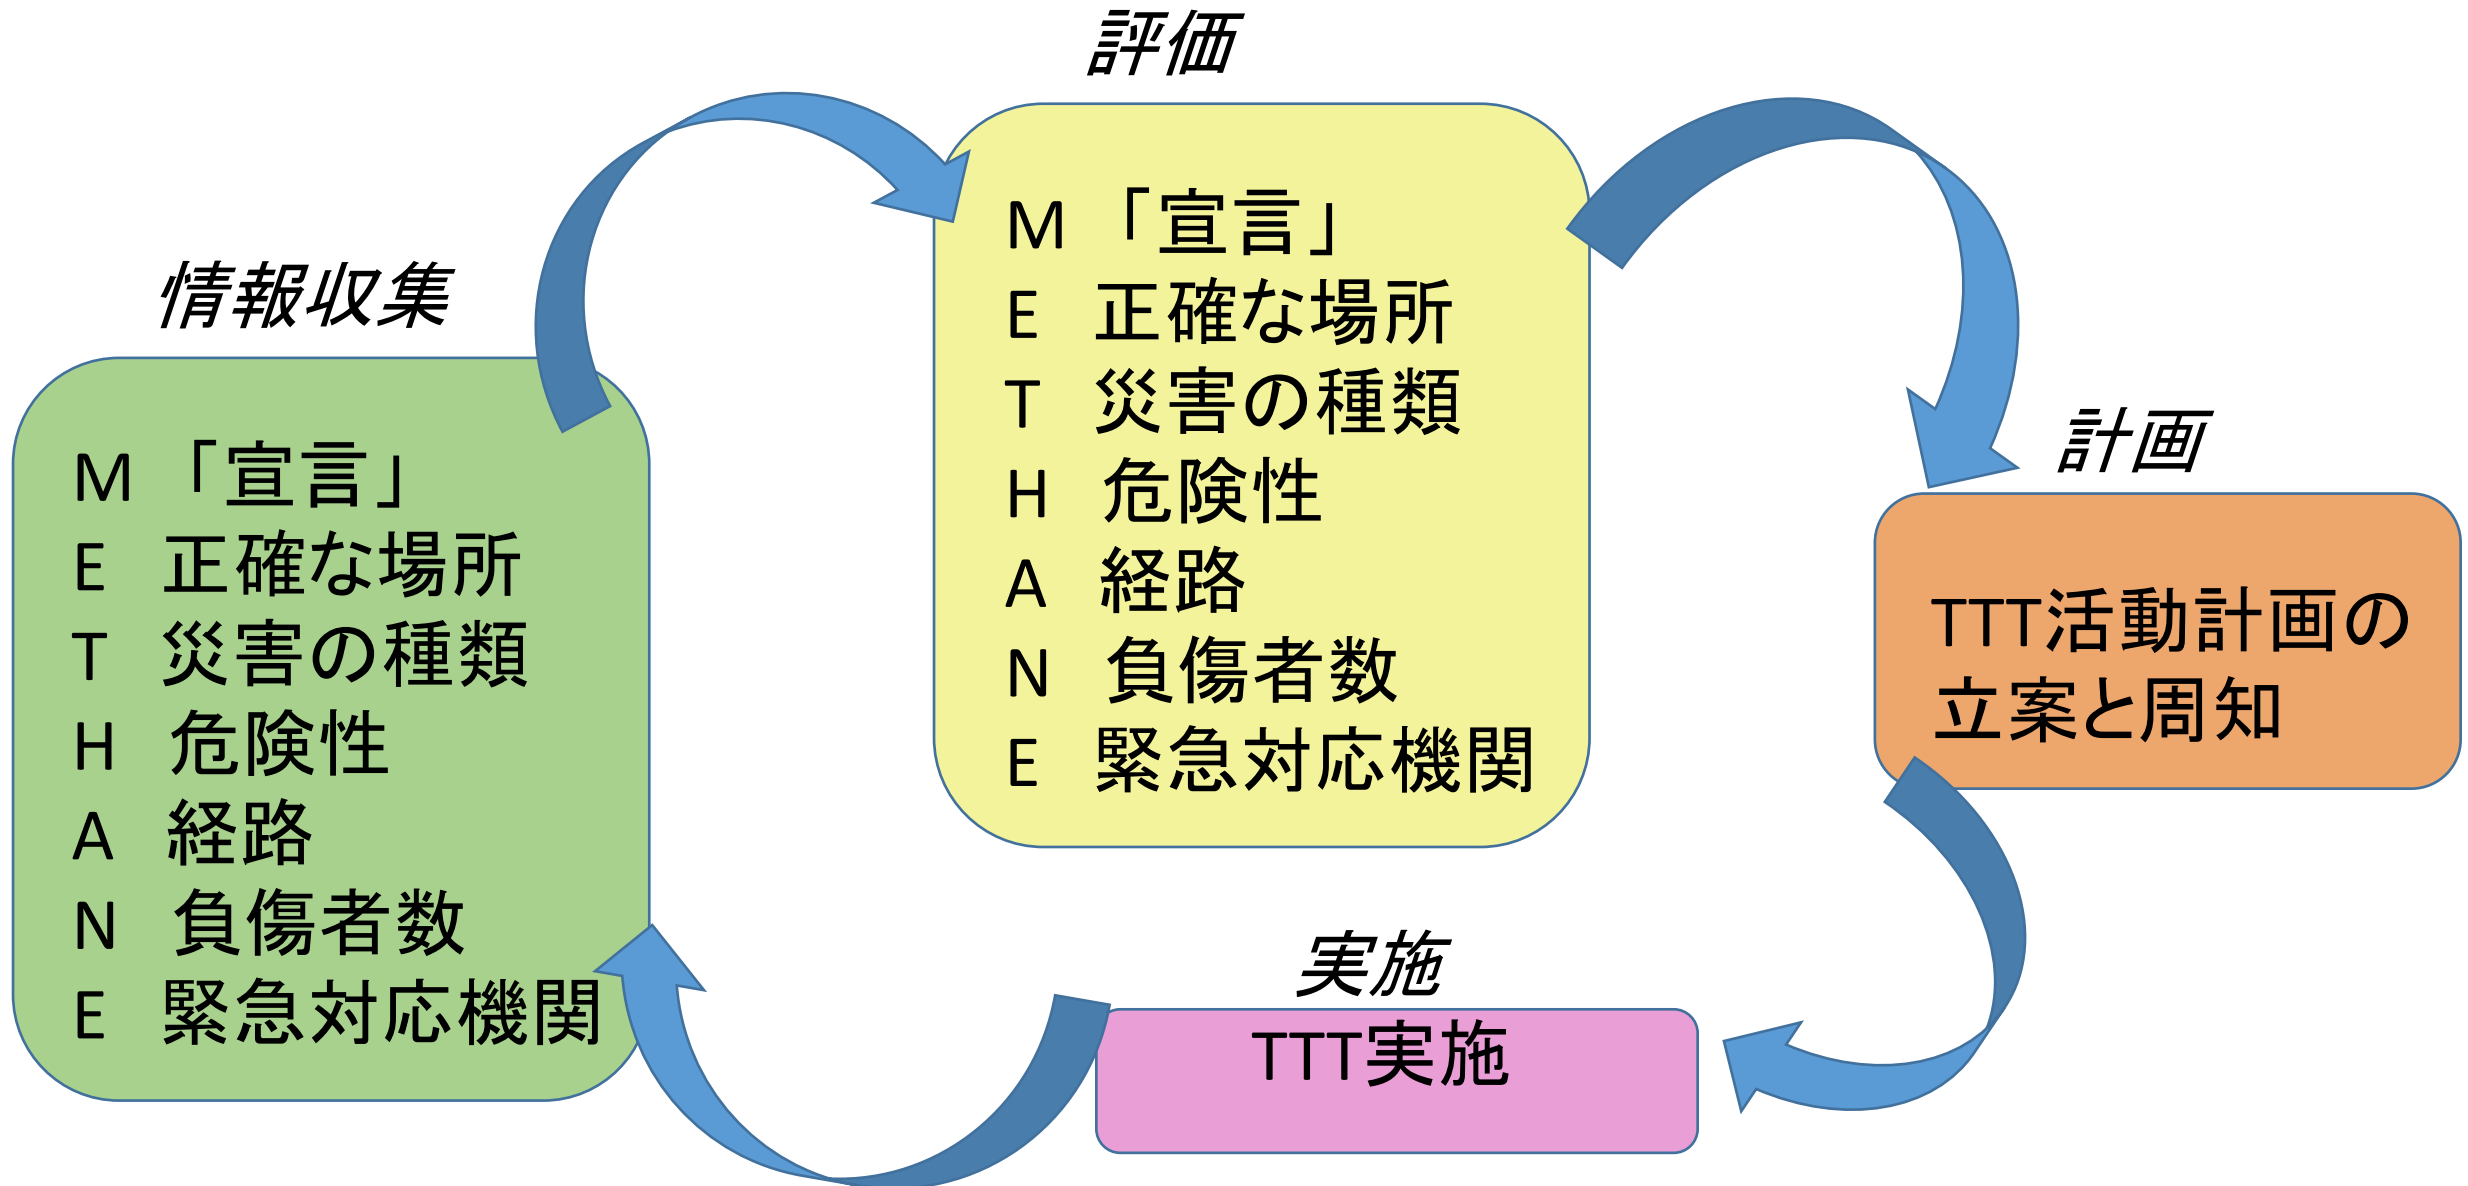 情報収集
M 「宣言」
E 正確な場所
T 災害の種類
H 危険性
A 経路
N 負傷者数
E 緊急対応機関
評価
M 「宣言」
E 正確な場所
T 災害の種類
H 危険性
A 経路
N 負傷者数
E 緊急対応機関
計画
TTT活動計画の
立案と周知
実施
TTT実施